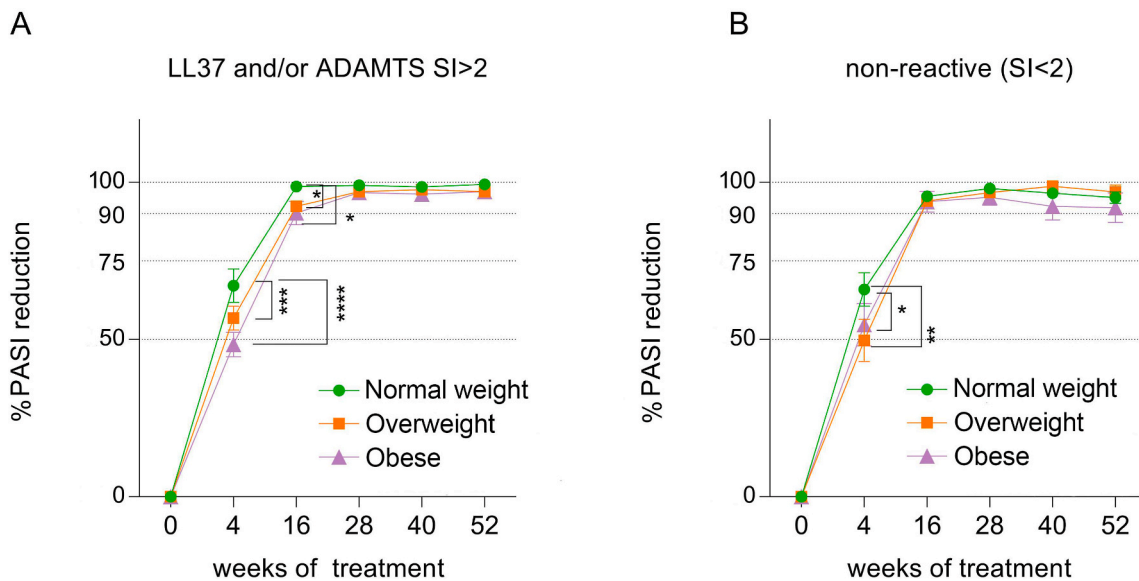 A
LL37 and/or ADAMTS SI>2
%PASI reduction
100
90
75
50
0
*
*
***
****
Normal weight
Overweight
Obese
0 4 16 28 40 52
weeks of treatment
B
non-reactive (SI<2)
%PASI reduction
100
90
75
50
0
*
**
Normal weight
Overweight
Obese
0 4 16 28 40 52
weeks of treatment